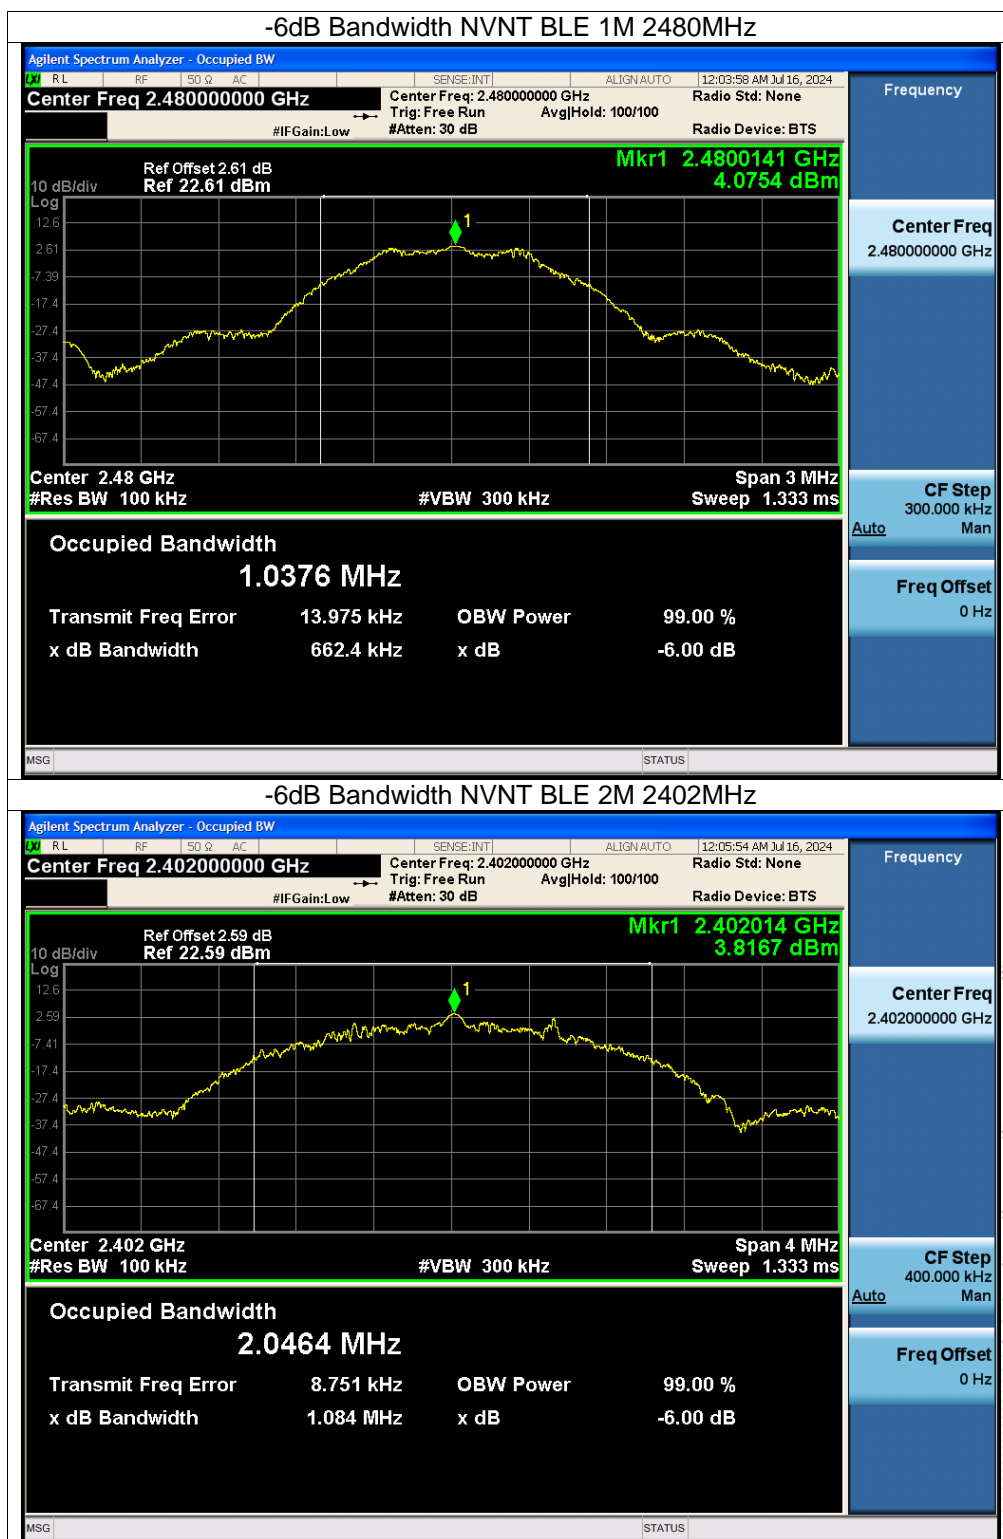 -6dB Bandwidth NVNT BLE 1M 2480MHz
Agilent Spectrum Analyzer - Occupied BW
LXI RL RF 50 Ω AC SENSE:INT ALIGN AUTO 12:03:58 AM Jul 16, 2024
Center Freq 2.480000000 GHz Center Freq: 2.480000000 GHz Radio Std: None
Trig: Free Run Avg|Hold: 100/100
#IFGain:Low #Atten: 30 dB Radio Device: BTS
Frequency
Mkr1 2.4800141 GHz
Ref Offset 2.61 dB
10 dB/div Ref 22.61 dBm 4.0754 dBm
Log
1
12.6
2.61
-7.39
-17.4
-27.4
-37.4
-47.4
-57.4
-67.4
Center Freq
2.480000000 GHz
Center 2.48 GHz Span 3 MHz
#Res BW 100 kHz #VBW 300 kHz Sweep 1.333 ms
CF Step
300.000 kHz
Auto Man
Occupied Bandwidth
1.0376 MHz
Freq Offset
0 Hz
Transmit Freq Error 13.975 kHz OBW Power 99.00 %
x dB Bandwidth 662.4 kHz x dB -6.00 dB
MSG STATUS
-6dB Bandwidth NVNT BLE 2M 2402MHz
Agilent Spectrum Analyzer - Occupied BW
LXI RL RF 50 Ω AC SENSE:INT ALIGN AUTO 12:05:54 AM Jul 16, 2024
Center Freq 2.402000000 GHz Center Freq: 2.402000000 GHz Radio Std: None
Trig: Free Run Avg|Hold: 100/100
#IFGain:Low #Atten: 30 dB Radio Device: BTS
Frequency
Mkr1 2.402014 GHz
Ref Offset 2.59 dB
10 dB/div Ref 22.59 dBm 3.8167 dBm
Log
1
12.6
2.59
-7.41
-17.4
-27.4
-37.4
-47.4
-57.4
-67.4
Center Freq
2.402000000 GHz
Center 2.402 GHz Span 4 MHz
#Res BW 100 kHz #VBW 300 kHz Sweep 1.333 ms
CF Step
400.000 kHz
Auto Man
Occupied Bandwidth
2.0464 MHz
Freq Offset
0 Hz
Transmit Freq Error 8.751 kHz OBW Power 99.00 %
x dB Bandwidth 1.084 MHz x dB -6.00 dB
MSG STATUS